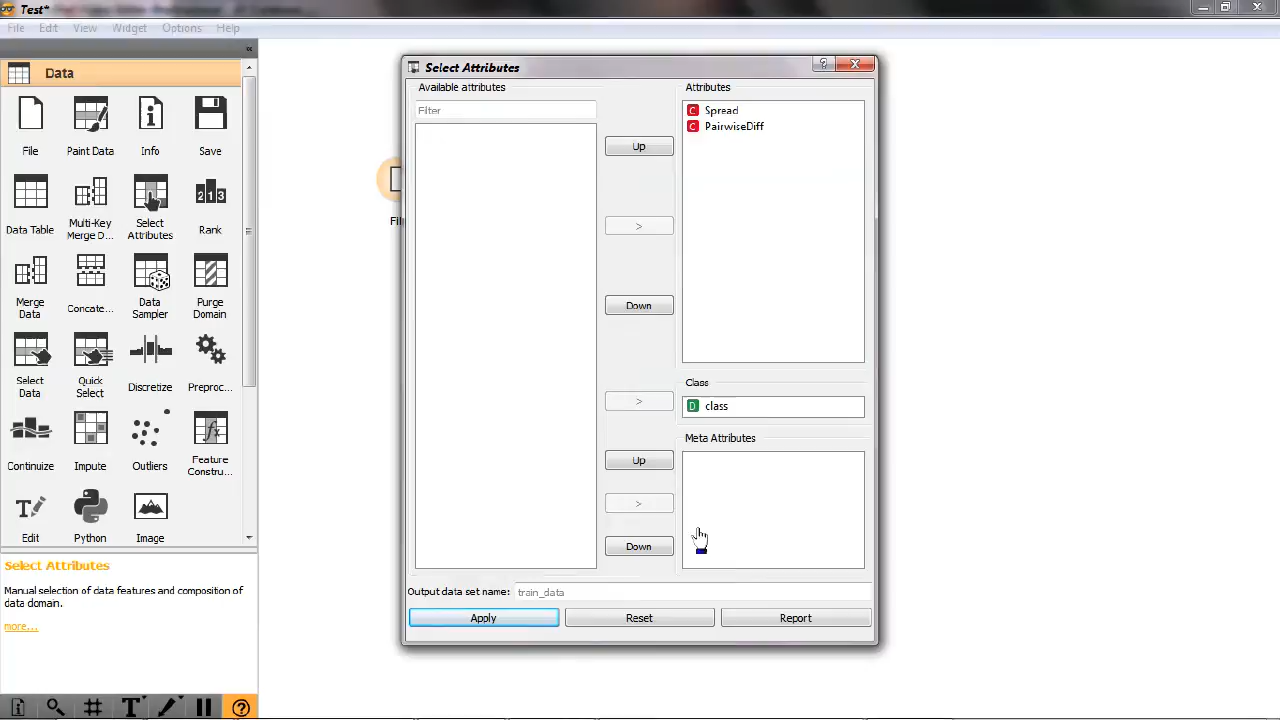 Test*
File Edit View Widget Options Help
«
Data
File Paint Data Info Save
Data Table Multi-Key Merge D... Select Attributes Rank
Merge Data Concate... Data Sampler Purge Domain
Select Data Quick Select Discretize Preproc...
Continuize Impute Outliers Feature Constru...
Edit Python Image
Select Attributes
Manual selection of data features and composition of
data domain.
more...
Select Attributes
Available attributes
Filter
Up
>
Down
>
Up
>
Down
Attributes
C Spread
C PairwiseDiff
Class
D class
Meta Attributes
Output data set name: train_data
Apply Reset Report